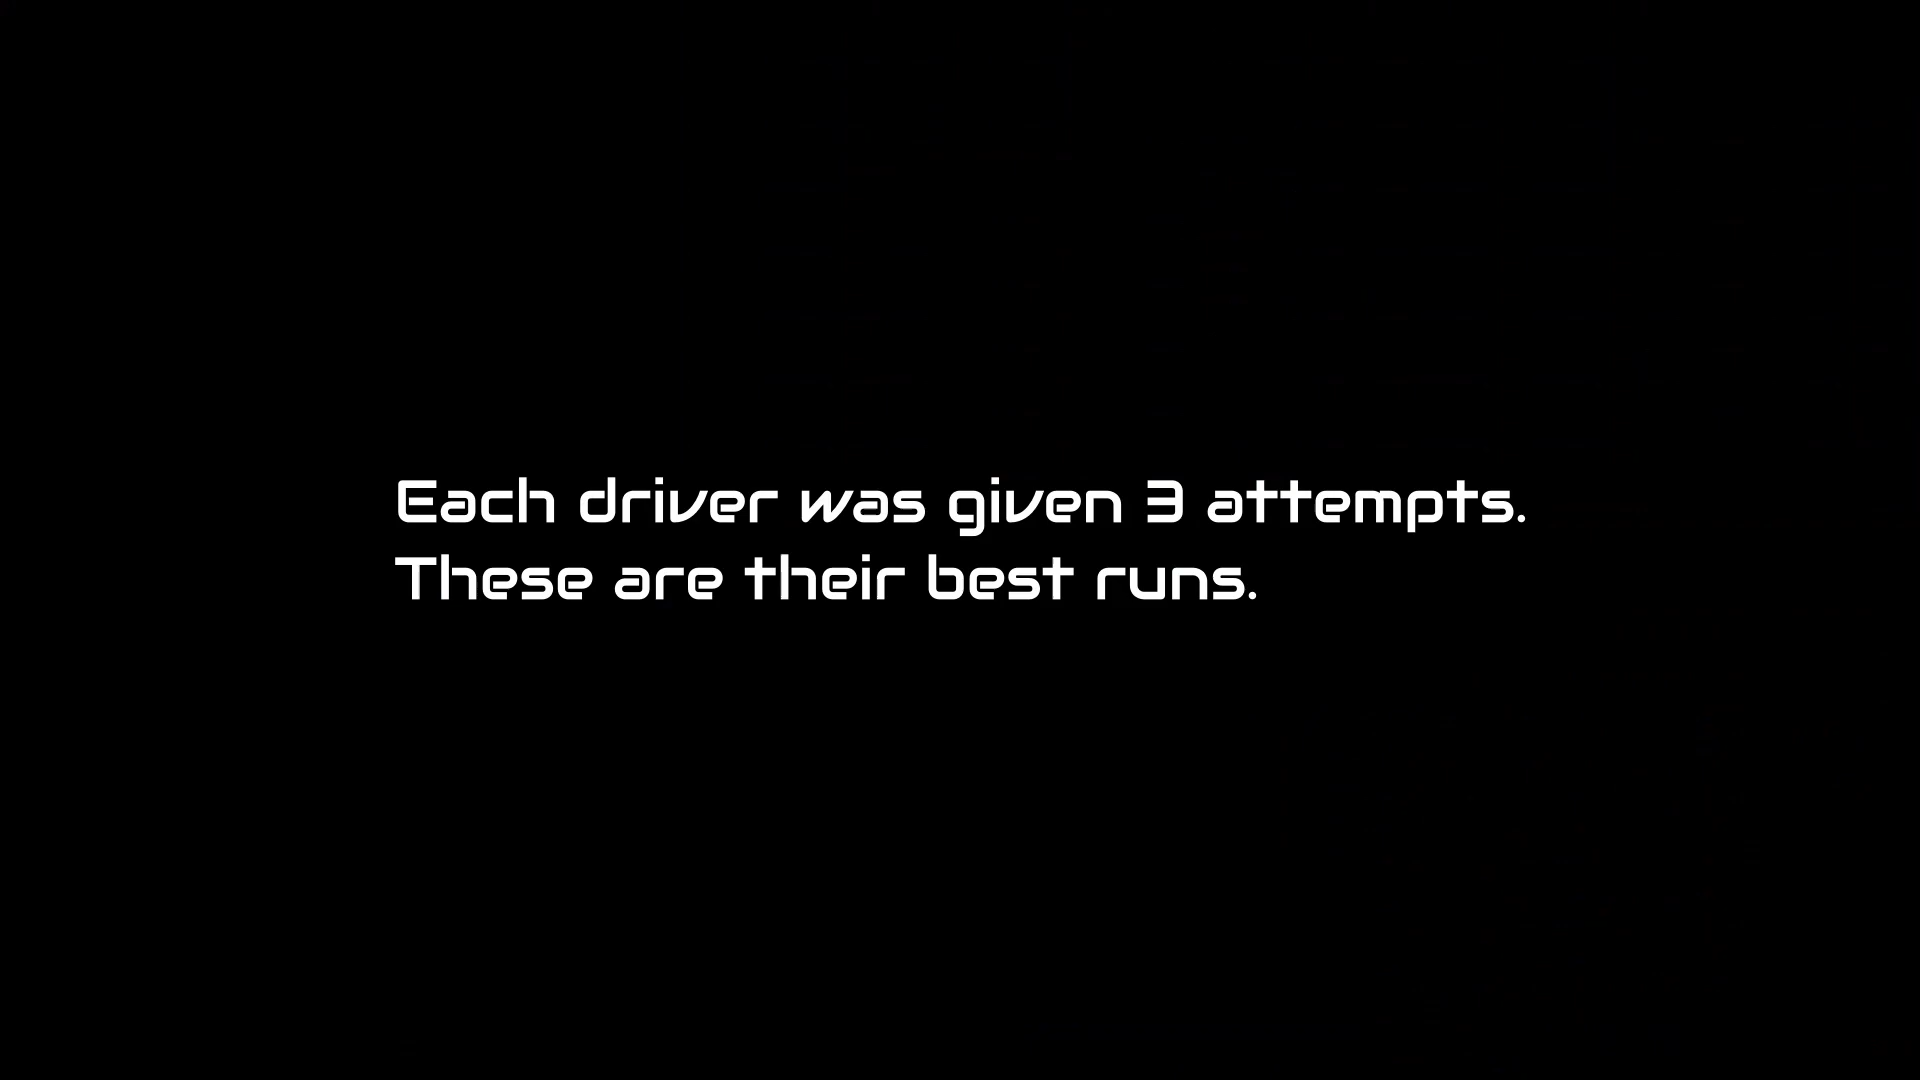 Each driver was given 3 attempts.
These are their best runs.